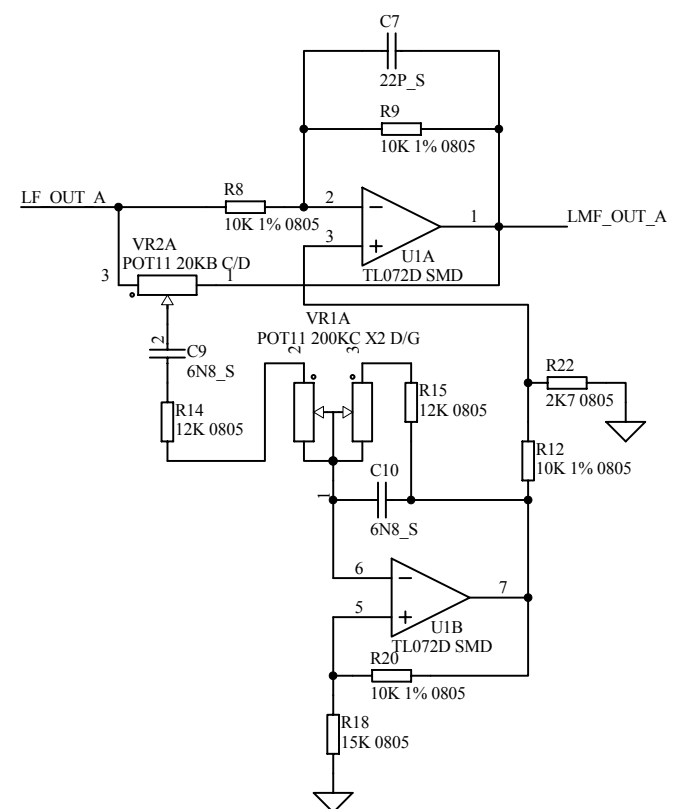 C7
22P_S
R9
10K 1% 0805
LF_OUT_A
R8
10K 1% 0805
2
3
1
U1A
TL072D SMD
LMF_OUT_A
VR2A
POT11 20KB C/D
3
1
2
C9
6N8_S
VR1A
POT11 200KC X2 D/G
2
3
R14
12K 0805
R15
12K 0805
R22
2K7 0805
R12
10K 1% 0805
C10
6N8_S
1
6
5
7
U1B
TL072D SMD
R20
10K 1% 0805
R18
15K 0805